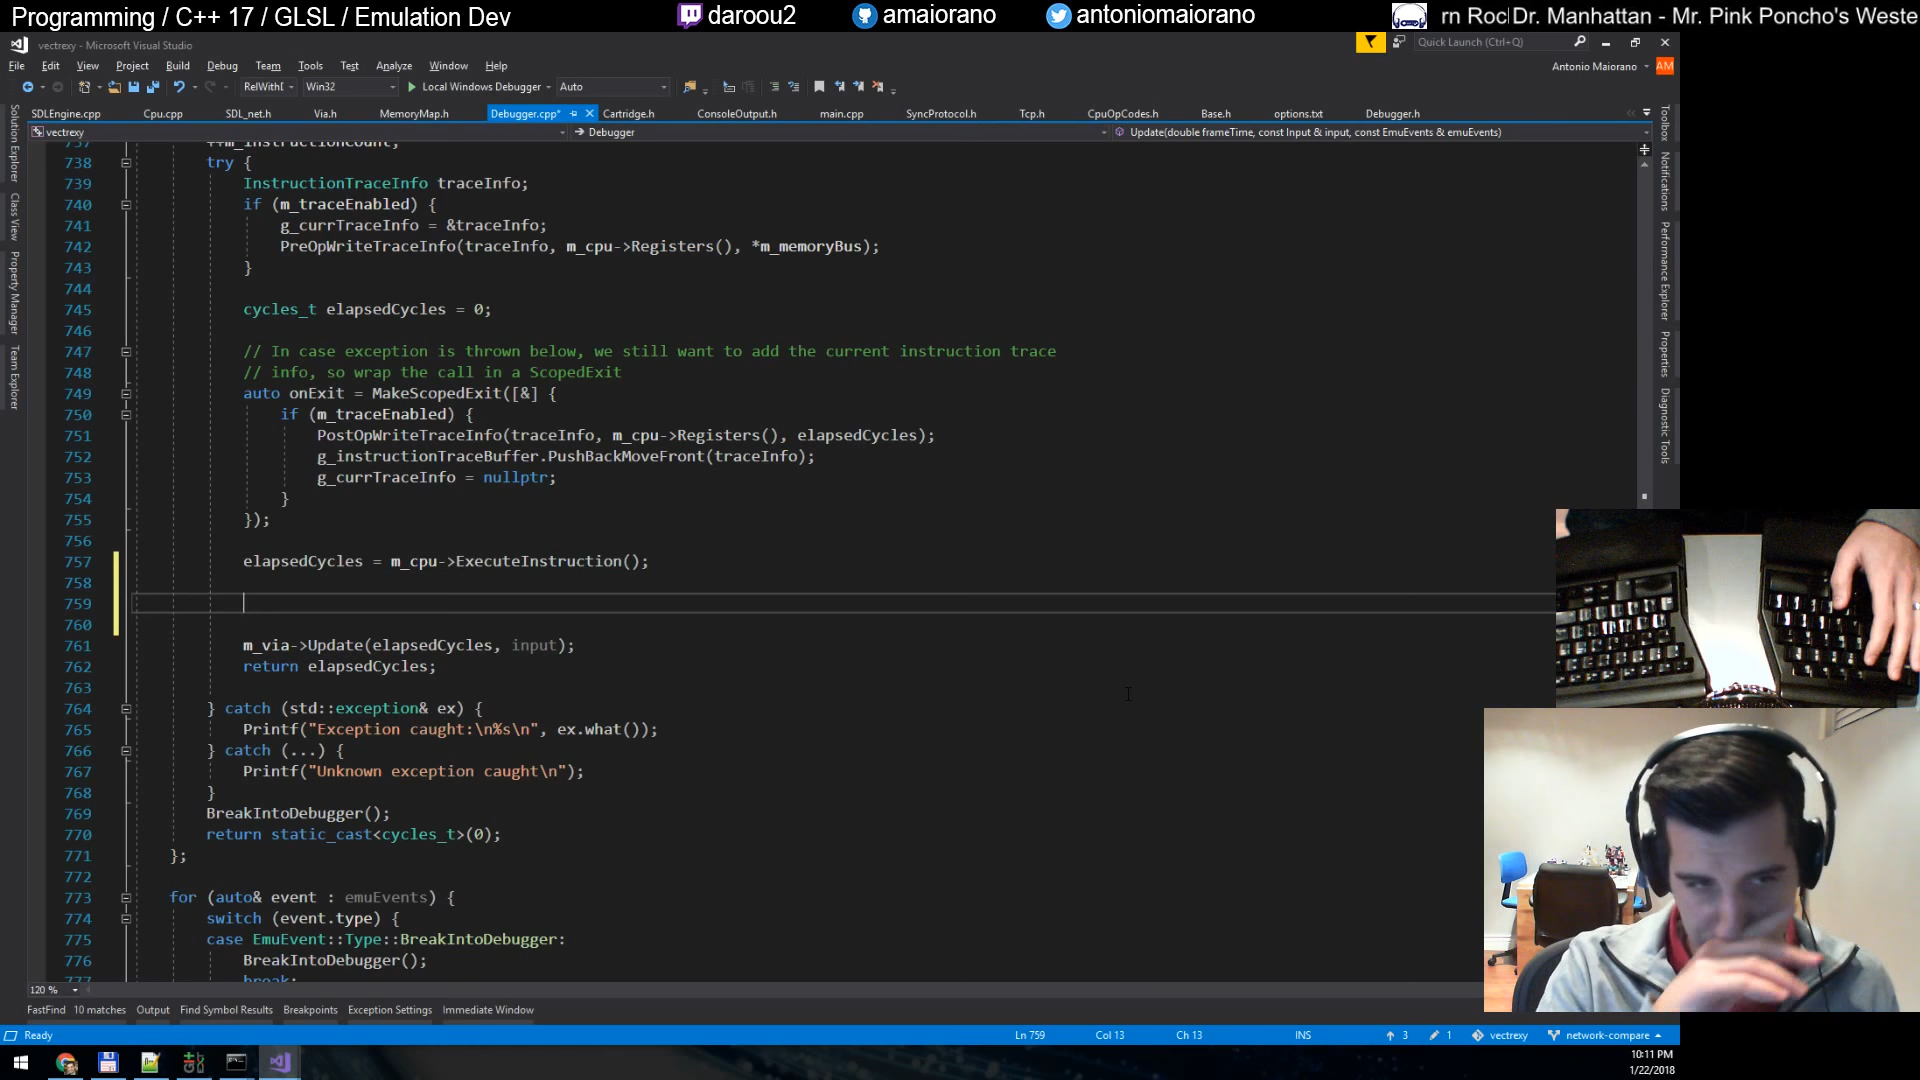 Programming / C++ 17 / GLSL / Emulation Dev
daroou2
amaiorano
antoniomaiorano
rn Roc Dr. Manhattan - Mr. Pink Poncho's Weste
vectrexy - Microsoft Visual Studio
Quick Launch (Ctrl+Q)
File Edit View Project Build Debug Team Tools Test Analyze Window Help
Antonio Maiorano AM
RelWithI Win32 Local Windows Debugger Auto
SDLEngine.cpp Cpu.cpp SDL_net.h Via.h MemoryMap.h Debugger.cpp* Cartridge.h ConsoleOutput.h main.cpp SyncProtocol.h Tcp.h CpuOpCodes.h Base.h options.txt Debugger.h
vectrexy Debugger Update(double frameTime, const Input & input, const EmuEvents & emuEvents)
Solution Explorer
Class View
Property Manager
Team Explorer
Toolbox
Notifications
Performance Explorer
Properties
Diagnostic Tools
737 ++m_instructionCount;
738 try {
739 InstructionTraceInfo traceInfo;
740 if (m_traceEnabled) {
741 g_currTraceInfo = &traceInfo;
742 PreOpWriteTraceInfo(traceInfo, m_cpu->Registers(), *m_memoryBus);
743 }
744
745 cycles_t elapsedCycles = 0;
746
747 // In case exception is thrown below, we still want to add the current instruction trace
748 // info, so wrap the call in a ScopedExit
749 auto onExit = MakeScopedExit([&] {
750 if (m_traceEnabled) {
751 PostOpWriteTraceInfo(traceInfo, m_cpu->Registers(), elapsedCycles);
752 g_instructionTraceBuffer.PushBackMoveFront(traceInfo);
753 g_currTraceInfo = nullptr;
754 }
755 });
756
757 elapsedCycles = m_cpu->ExecuteInstruction();
758
759
760
761 m_via->Update(elapsedCycles, input);
762 return elapsedCycles;
763
764 } catch (std::exception& ex) {
765 Printf("Exception caught:\n%s\n", ex.what());
766 } catch (...) {
767 Printf("Unknown exception caught\n");
768 }
769 BreakIntoDebugger();
770 return static_cast<cycles_t>(0);
771 };
772
773 for (auto& event : emuEvents) {
774 switch (event.type) {
775 case EmuEvent::Type::BreakIntoDebugger:
776 BreakIntoDebugger();
777 break;
120 %
FastFind 10 matches Output Find Symbol Results Breakpoints Exception Settings Immediate Window
Ready Ln 759 Col 13 Ch 13 INS 3 1 vectrexy network-compare
10:11 PM
1/22/2018